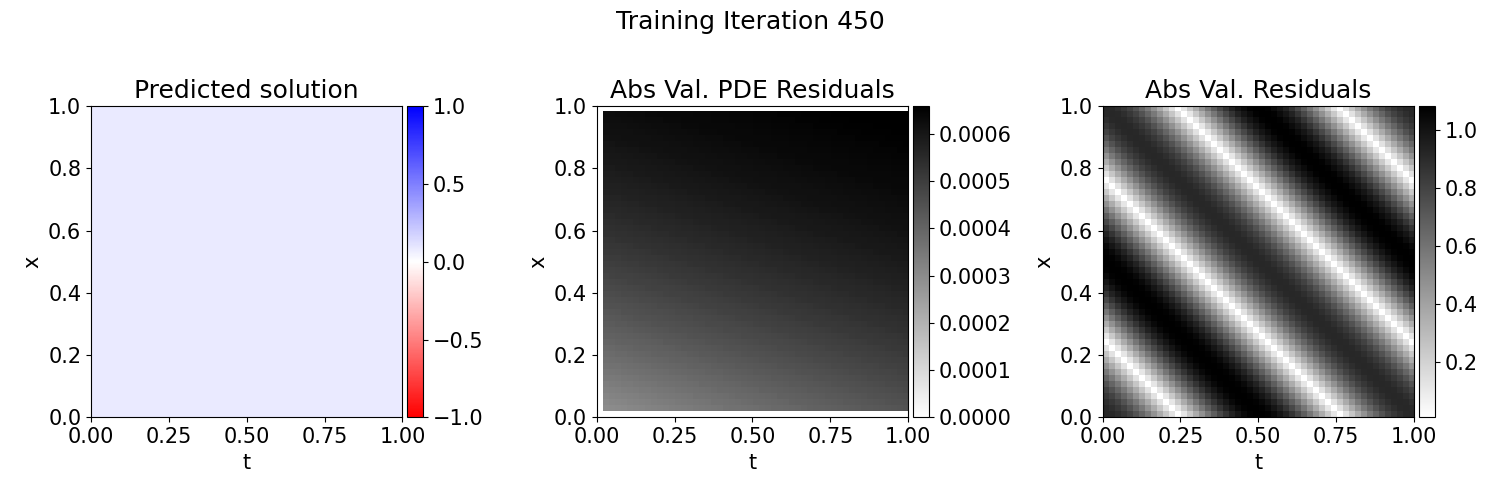 Training Iteration 450
Predicted solution
1.0
0.8
0.6
0.4
0.2
0.0
x
0.00 0.25 0.50 0.75 1.00
t
1.0
0.5
0.0
−0.5
−1.0
Abs Val. PDE Residuals
1.0
0.8
0.6
0.4
0.2
0.0
x
0.00 0.25 0.50 0.75 1.00
t
0.0006
0.0005
0.0004
0.0003
0.0002
0.0001
0.0000
Abs Val. Residuals
1.0
0.8
0.6
0.4
0.2
0.0
x
0.00 0.25 0.50 0.75 1.00
t
1.0
0.8
0.6
0.4
0.2